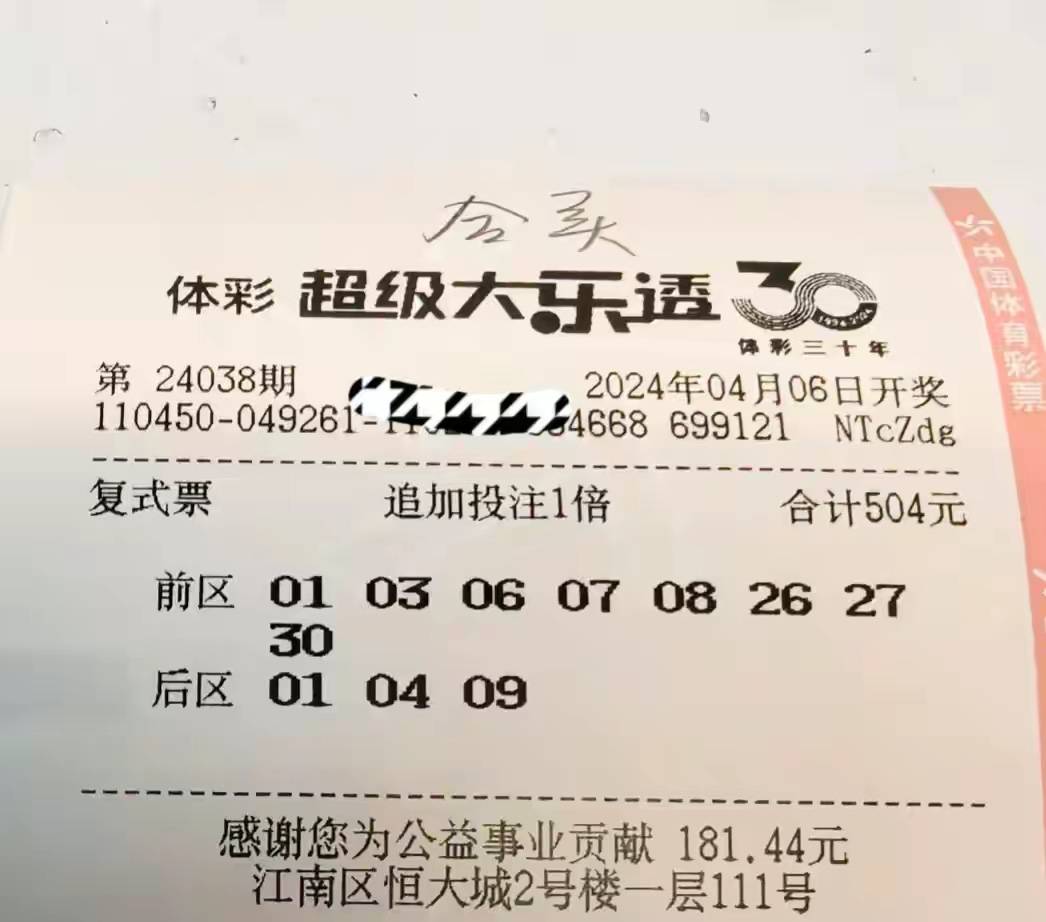 合买
体彩 超级大乐透 30
1994-2024
体彩三十年
第 24038期 2024年04月06日开奖
110450-049261- 4668 699121 NTcZdg
复式票 追加投注1倍 合计504元
前区 01 03 06 07 08 26 27
30
后区 01 04 09
感谢您为公益事业贡献 181.44元
江南区恒大城2号楼一层111号
中国体育彩票